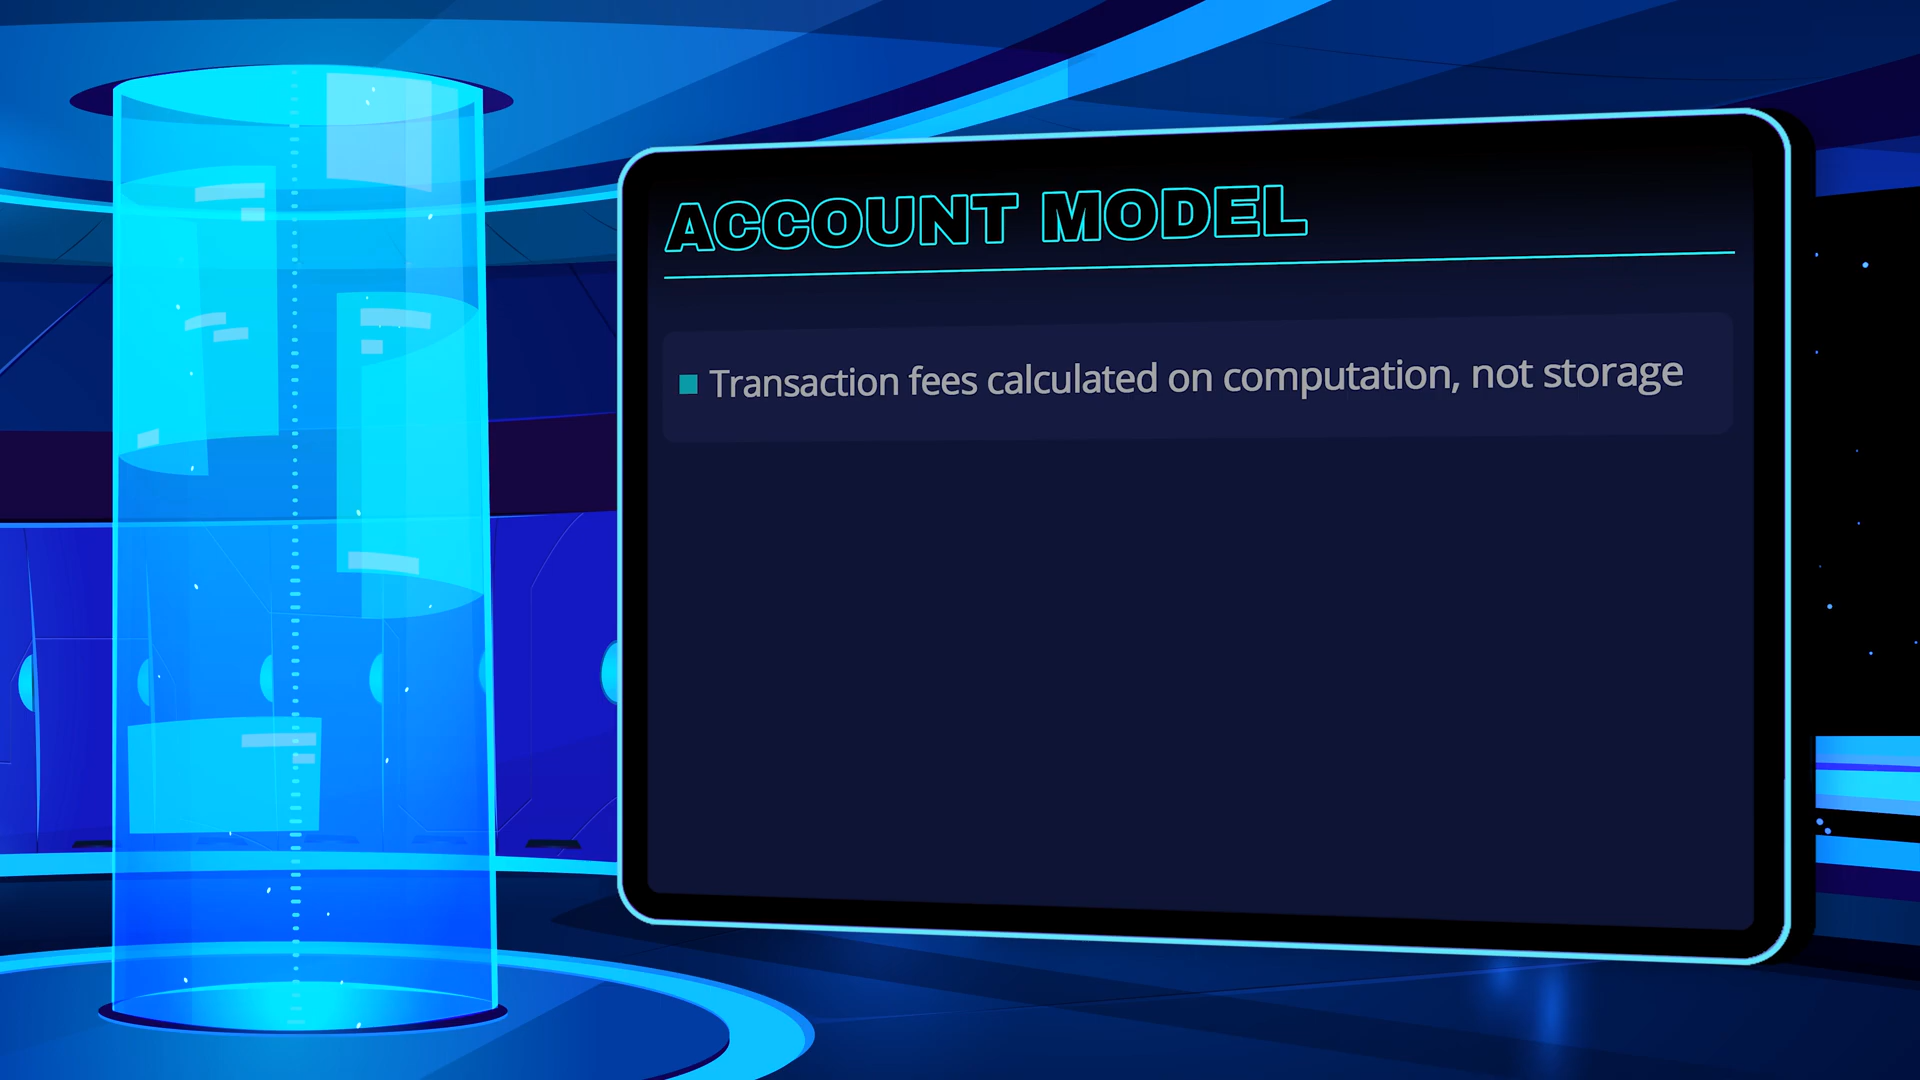 ACCOUNT MODEL
Transaction fees calculated on computation, not storage